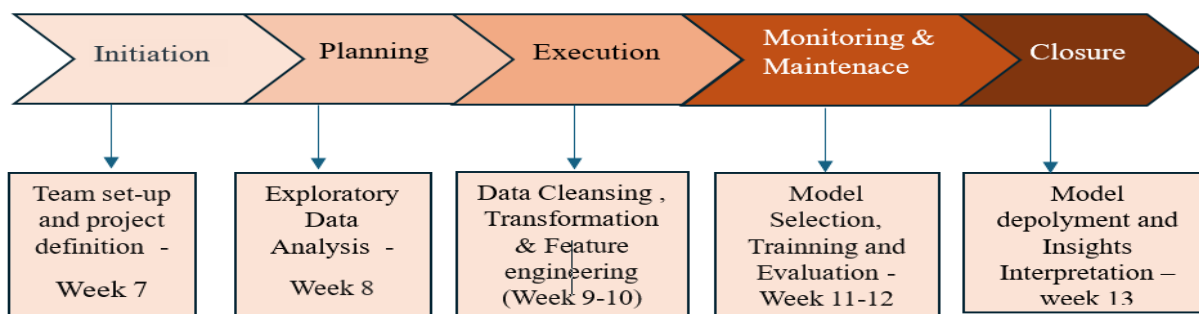 Initiation
Planning
Execution
Monitoring &
Maintenace
Closure
Team set-up
and project
definition -
Week 7
Exploratory
Data
Analysis -
Week 8
Data Cleansing ,
Transformation
& Feature
engineering
(Week 9-10)
Model
Selection,
Trainning and
Evaluation -
Week 11-12
Model
depolyment and
Insights
Interpretation –
week 13